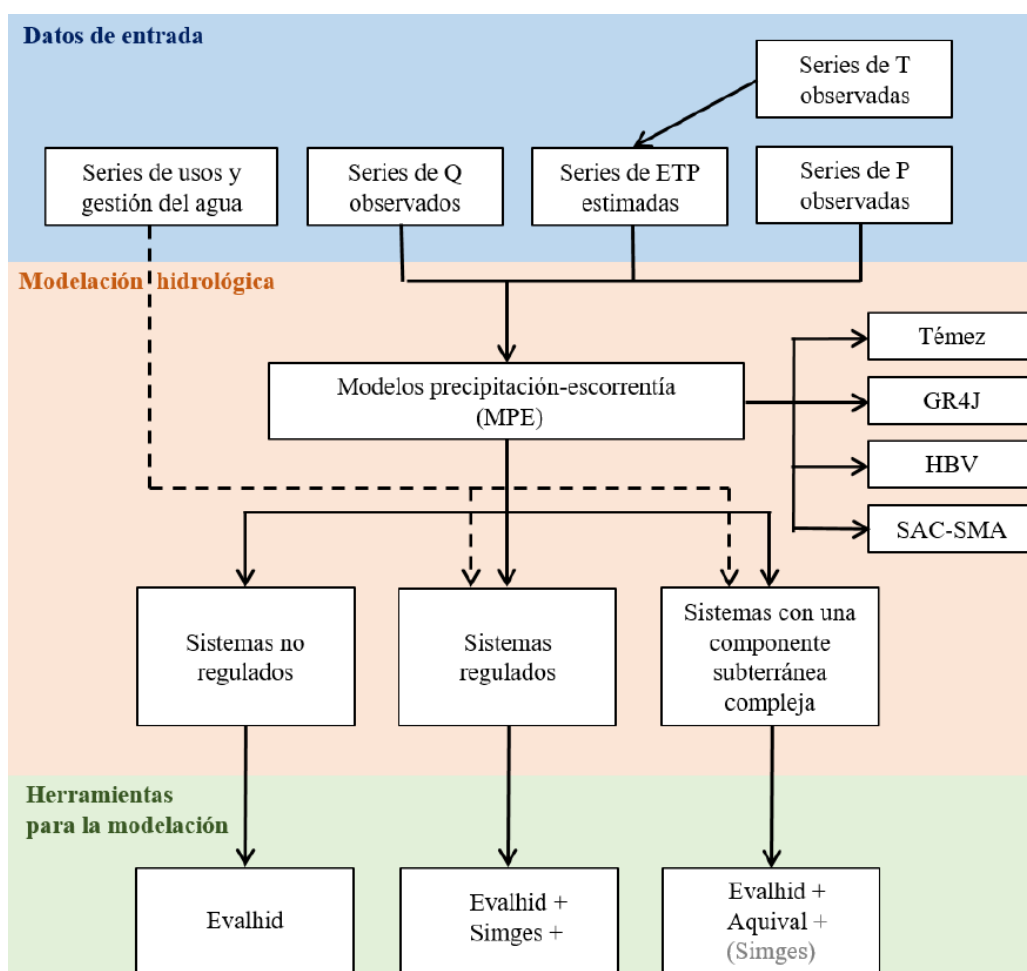 Datos de entrada
Series de T
observadas
Series de usos y
gestión del agua
Series de Q
observados
Series de ETP
estimadas
Series de P
observadas
Modelación hidrológica
Modelos precipitación-escorrentía
(MPE)
Témez
GR4J
HBV
SAC-SMA
Sistemas no
regulados
Sistemas
regulados
Sistemas con una
componente
subterránea
compleja
Herramientas
para la modelación
Evalhid
Evalhid +
Simges +
Evalhid +
Aquival +
(Simges)